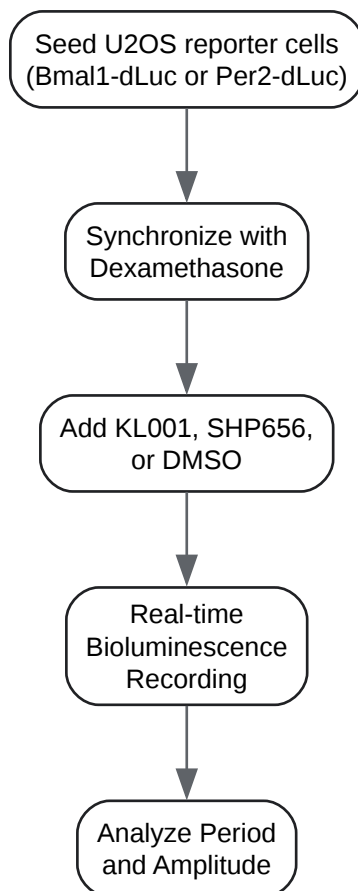 Seed U2OS reporter cells
(Bmal1-dLuc or Per2-dLuc)
Synchronize with
Dexamethasone
Add KL001, SHP656,
or DMSO
Real-time
Bioluminescence
Recording
Analyze Period
and Amplitude